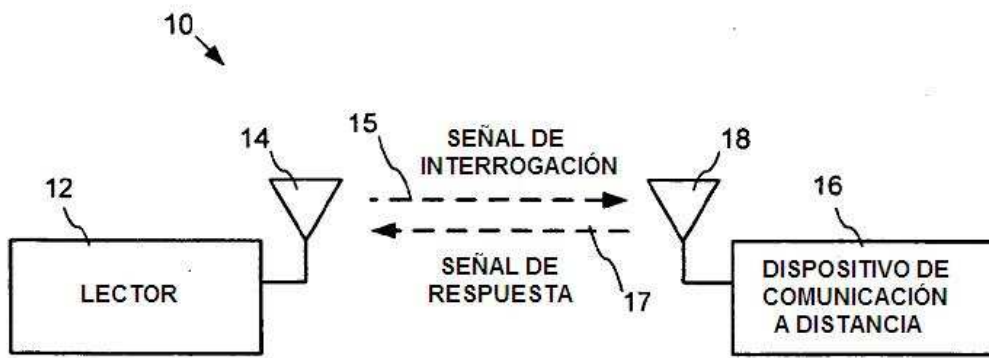 10
14
15
SEÑAL DE
INTERROGACIÓN
18
12
LECTOR
16
DISPOSITIVO DE
COMUNICACIÓN
A DISTANCIA
SEÑAL DE
RESPUESTA
17